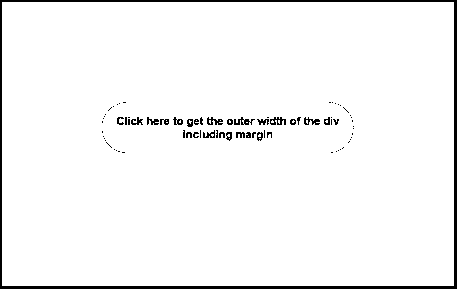 Click here to get the outer width of the div
including margin